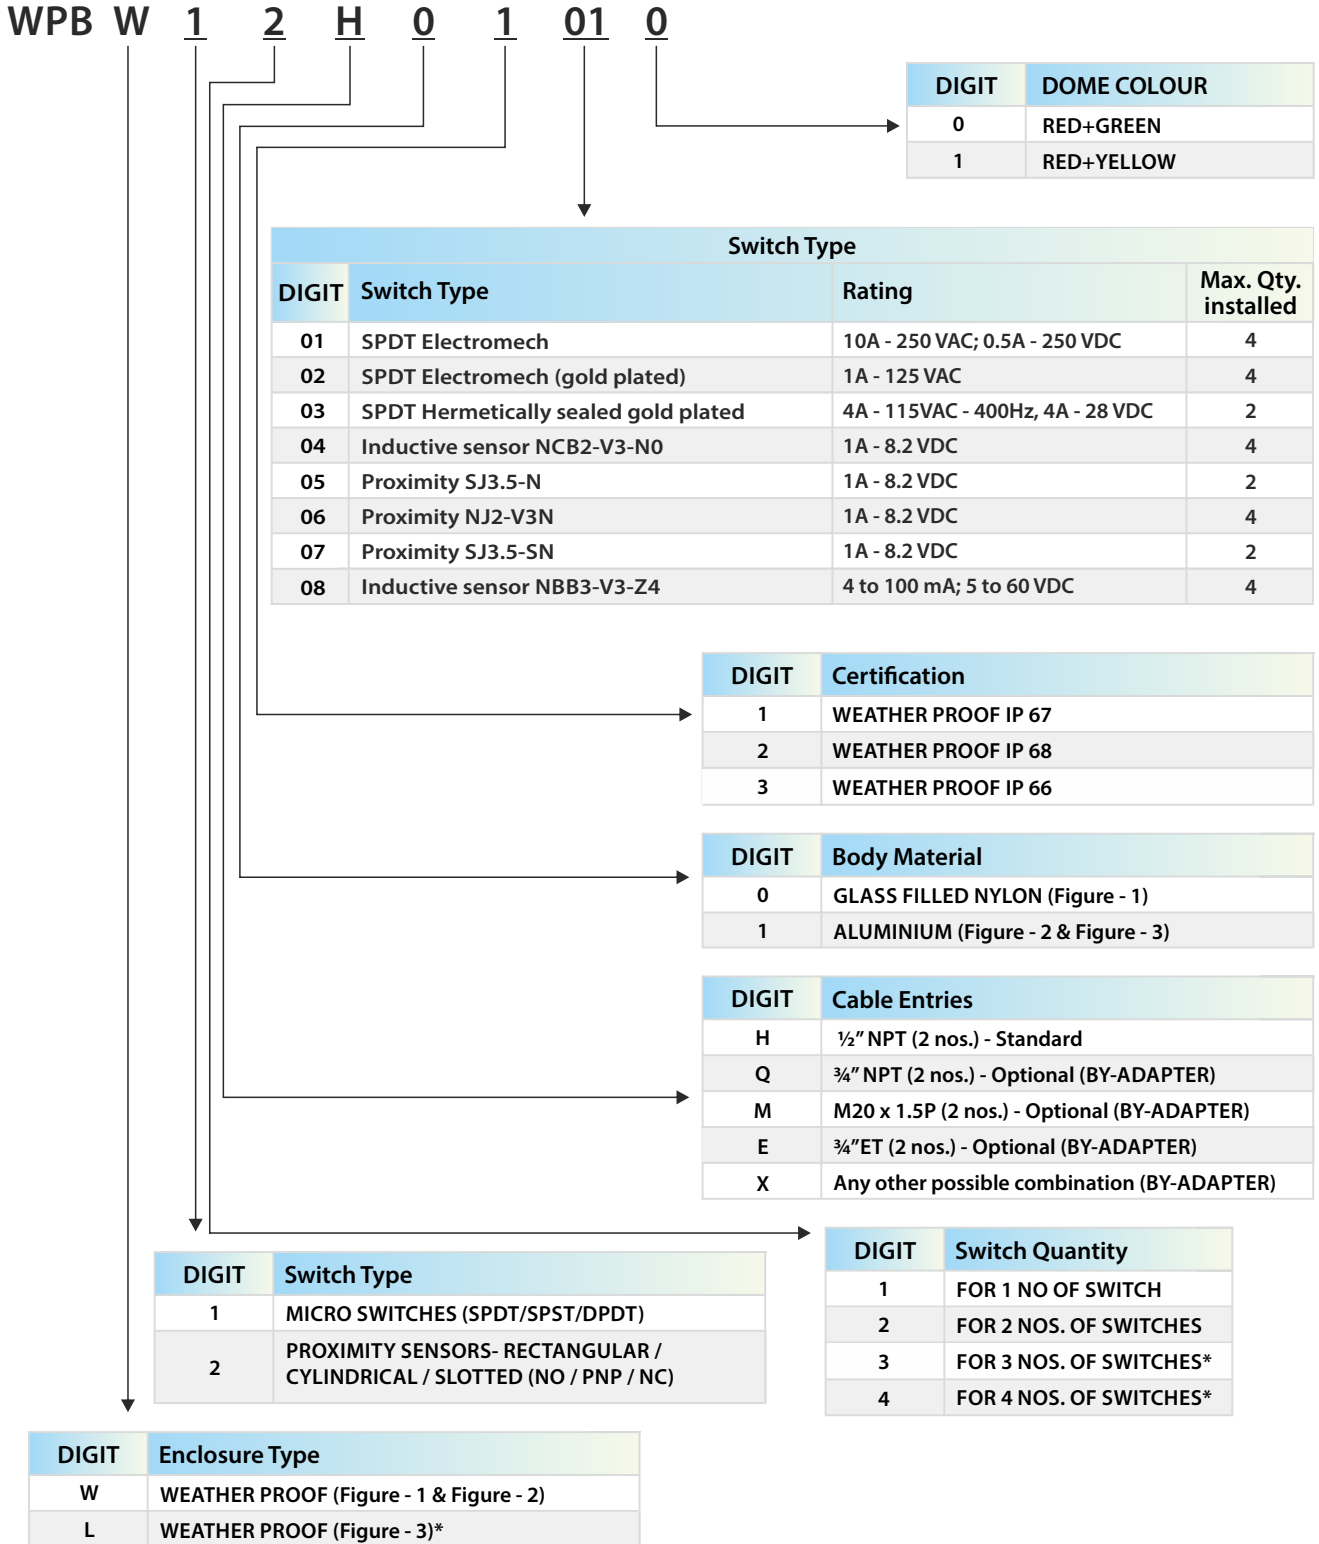 WPB W 1 2 H 0 1 01 0
DIGIT DOME COLOUR
0 RED+GREEN
1 RED+YELLOW
Switch Type
DIGIT Switch Type Rating Max. Qty. installed
01 SPDT Electromech 10A - 250 VAC; 0.5A - 250 VDC 4
02 SPDT Electromech (gold plated) 1A - 125 VAC 4
03 SPDT Hermetically sealed gold plated 4A - 115VAC - 400Hz, 4A - 28 VDC 2
04 Inductive sensor NCB2-V3-N0 1A - 8.2 VDC 4
05 Proximity SJ3.5-N 1A - 8.2 VDC 2
06 Proximity NJ2-V3N 1A - 8.2 VDC 4
07 Proximity SJ3.5-SN 1A - 8.2 VDC 2
08 Inductive sensor NBB3-V3-Z4 4 to 100 mA; 5 to 60 VDC 4
DIGIT Certification
1 WEATHER PROOF IP 67
2 WEATHER PROOF IP 68
3 WEATHER PROOF IP 66
DIGIT Body Material
0 GLASS FILLED NYLON (Figure - 1)
1 ALUMINIUM (Figure - 2 & Figure - 3)
DIGIT Cable Entries
H ½” NPT (2 nos.) - Standard
Q ¾” NPT (2 nos.) - Optional (BY-ADAPTER)
M M20 x 1.5P (2 nos.) - Optional (BY-ADAPTER)
E ¾”ET (2 nos.) - Optional (BY-ADAPTER)
X Any other possible combination (BY-ADAPTER)
DIGIT Switch Type
1 MICRO SWITCHES (SPDT/SPST/DPDT)
2 PROXIMITY SENSORS- RECTANGULAR /
CYLINDRICAL / SLOTTED (NO / PNP / NC)
DIGIT Switch Quantity
1 FOR 1 NO OF SWITCH
2 FOR 2 NOS. OF SWITCHES
3 FOR 3 NOS. OF SWITCHES*
4 FOR 4 NOS. OF SWITCHES*
DIGIT Enclosure Type
W WEATHER PROOF (Figure - 1 & Figure - 2)
L WEATHER PROOF (Figure - 3)*